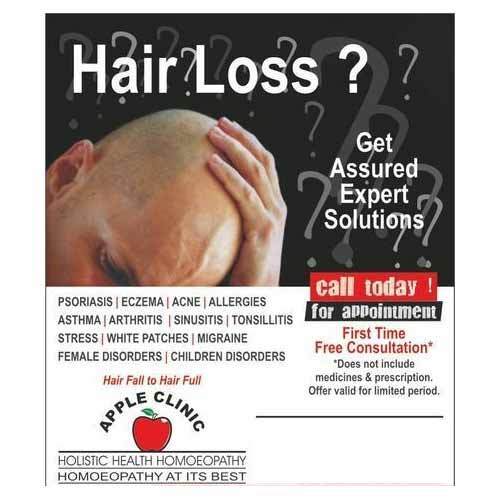 Hair Loss ?
Get
Assured
Expert
Solutions
call today !
for appointment
First Time
Free Consultation*
*Does not include
medicines & prescription.
Offer valid for limited period.
PSORIASIS | ECZEMA | ACNE | ALLERGIES
ASTHMA | ARTHRITIS | SINUSITIS | TONSILLITIS
STRESS | WHITE PATCHES | MIGRAINE
FEMALE DISORDERS | CHILDREN DISORDERS
Hair Fall to Hair Full
APPLE CLINIC
HOLISTIC HEALTH HOMOEOPATHY
HOMOEOPATHY AT ITS BEST